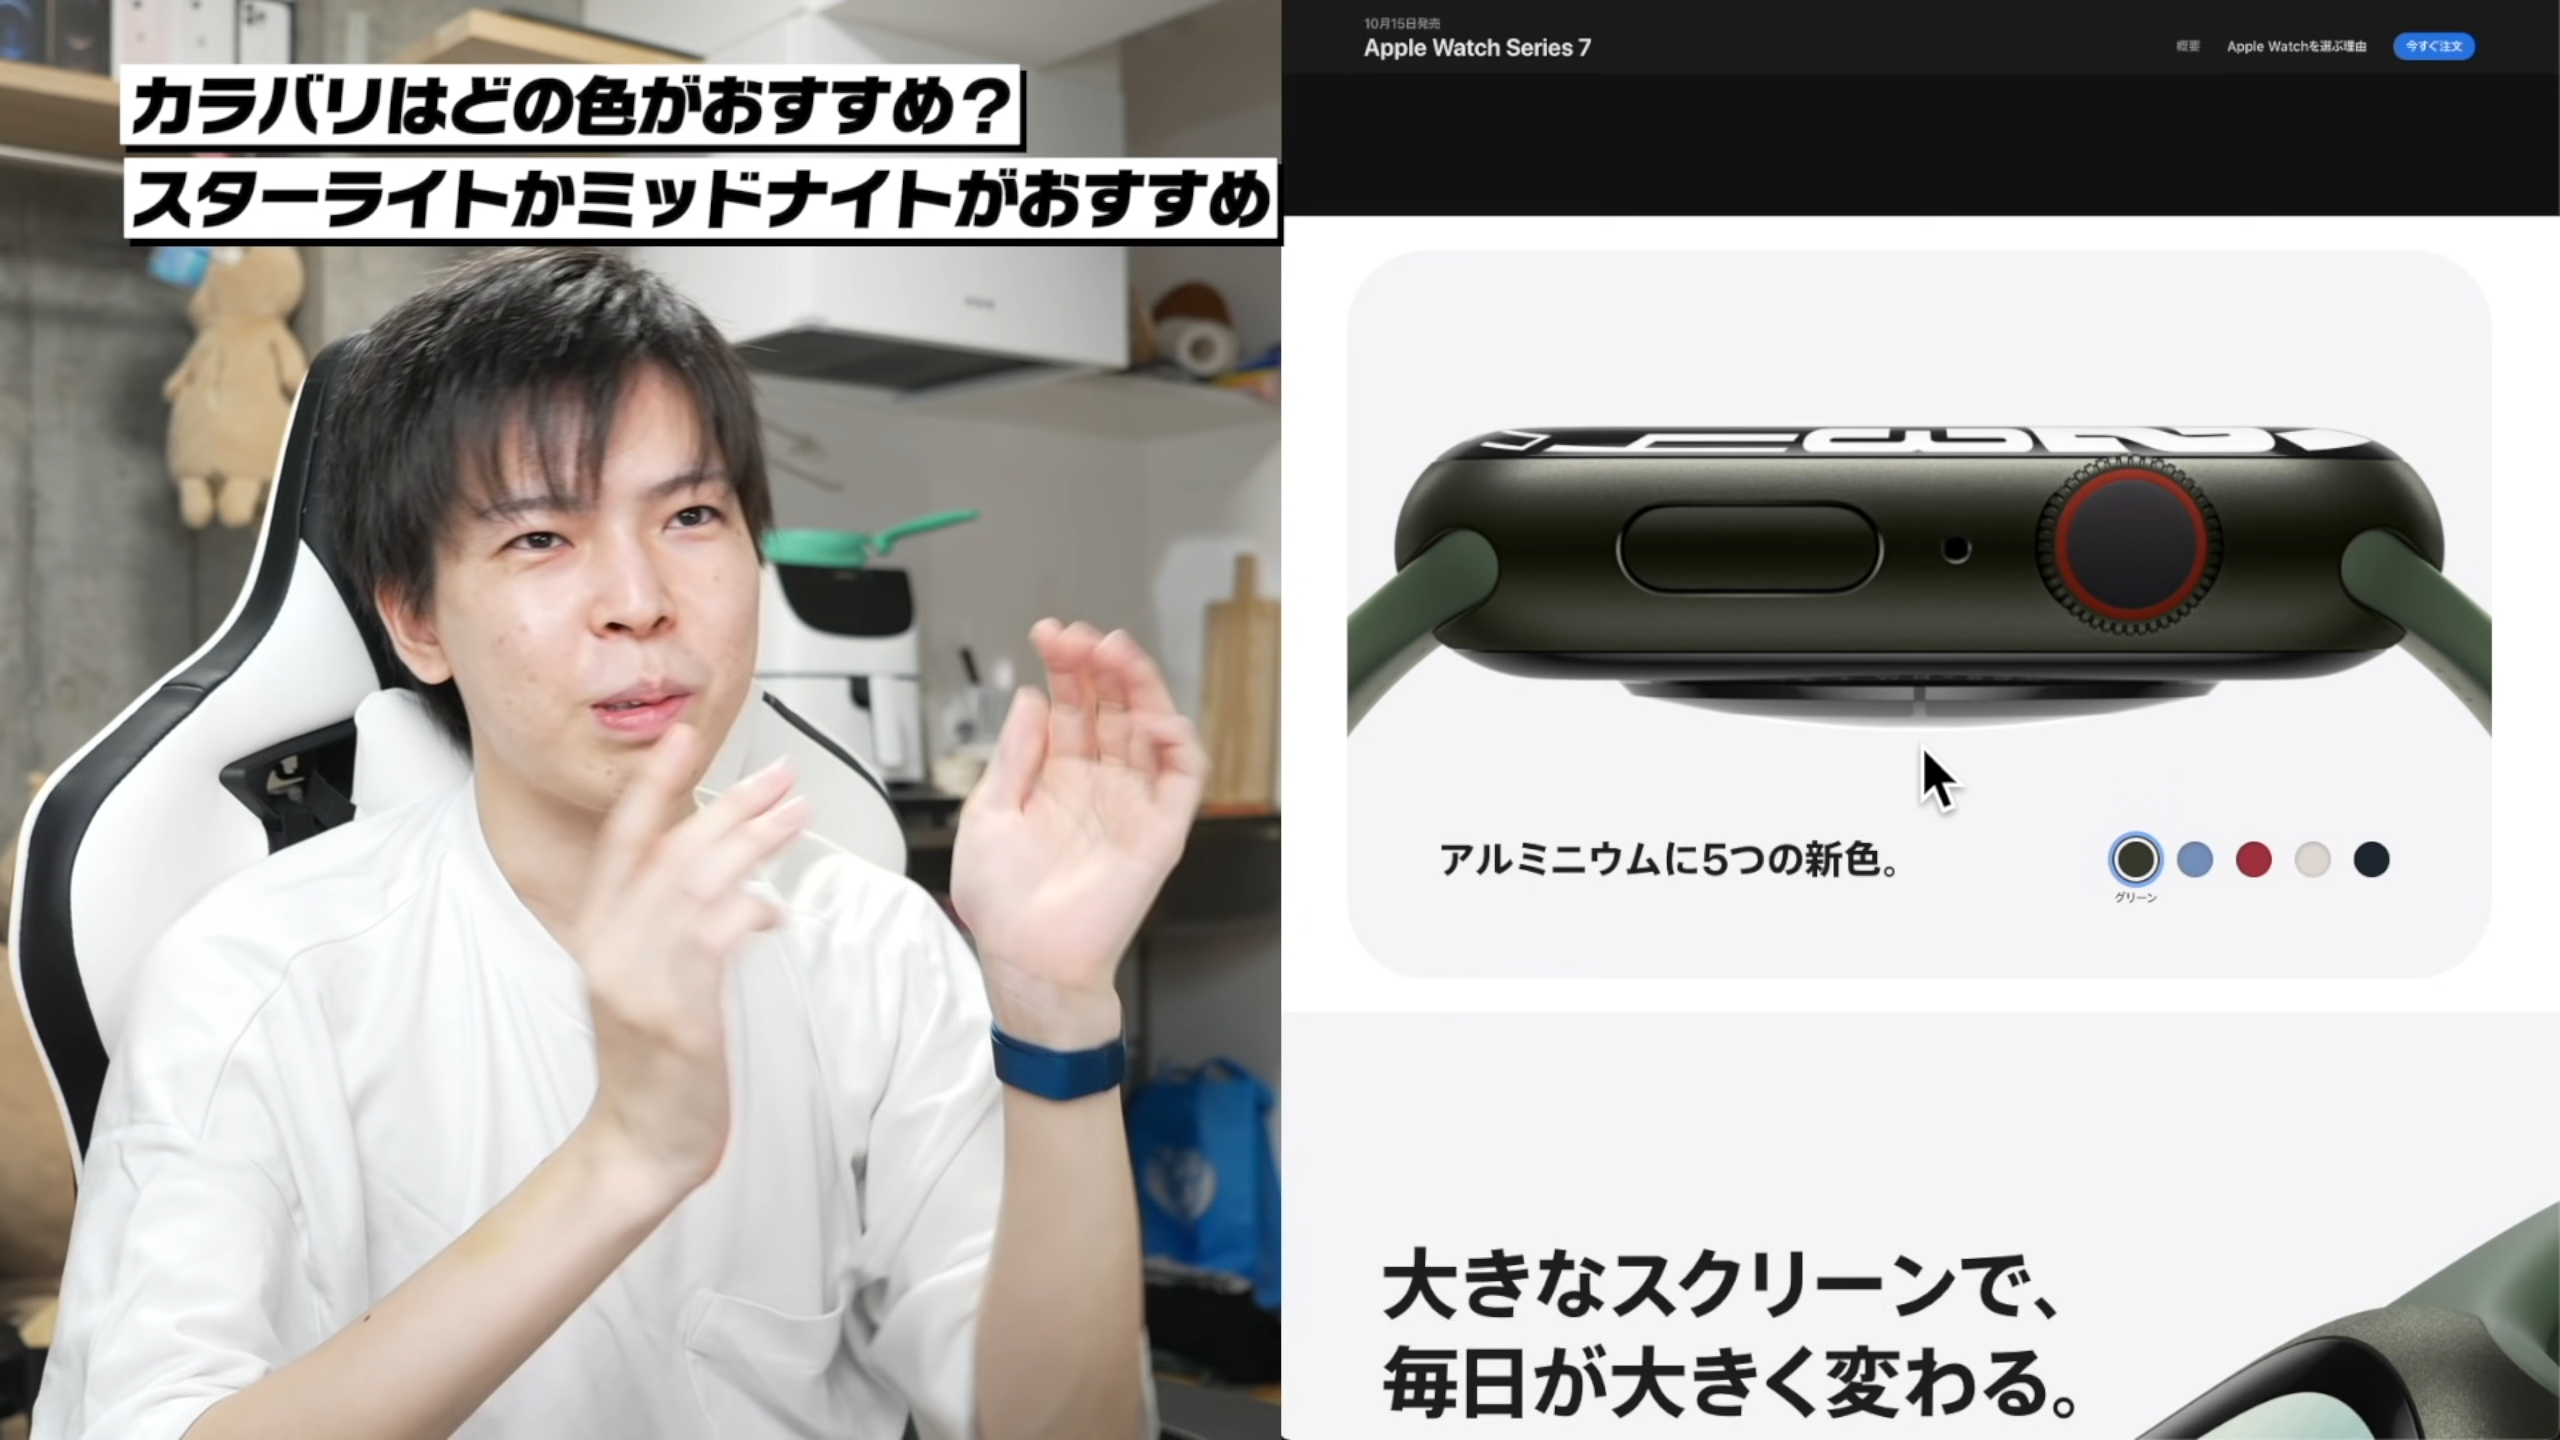 カラバリはどの色がおすすめ？
スターライトかミッドナイトがおすすめ
10月15日発売
Apple Watch Series 7
概要
Apple Watchを選ぶ理由
今すぐ注文
アルミニウムに5つの新色。
グリーン
大きなスクリーンで、
毎日が大きく変わる。